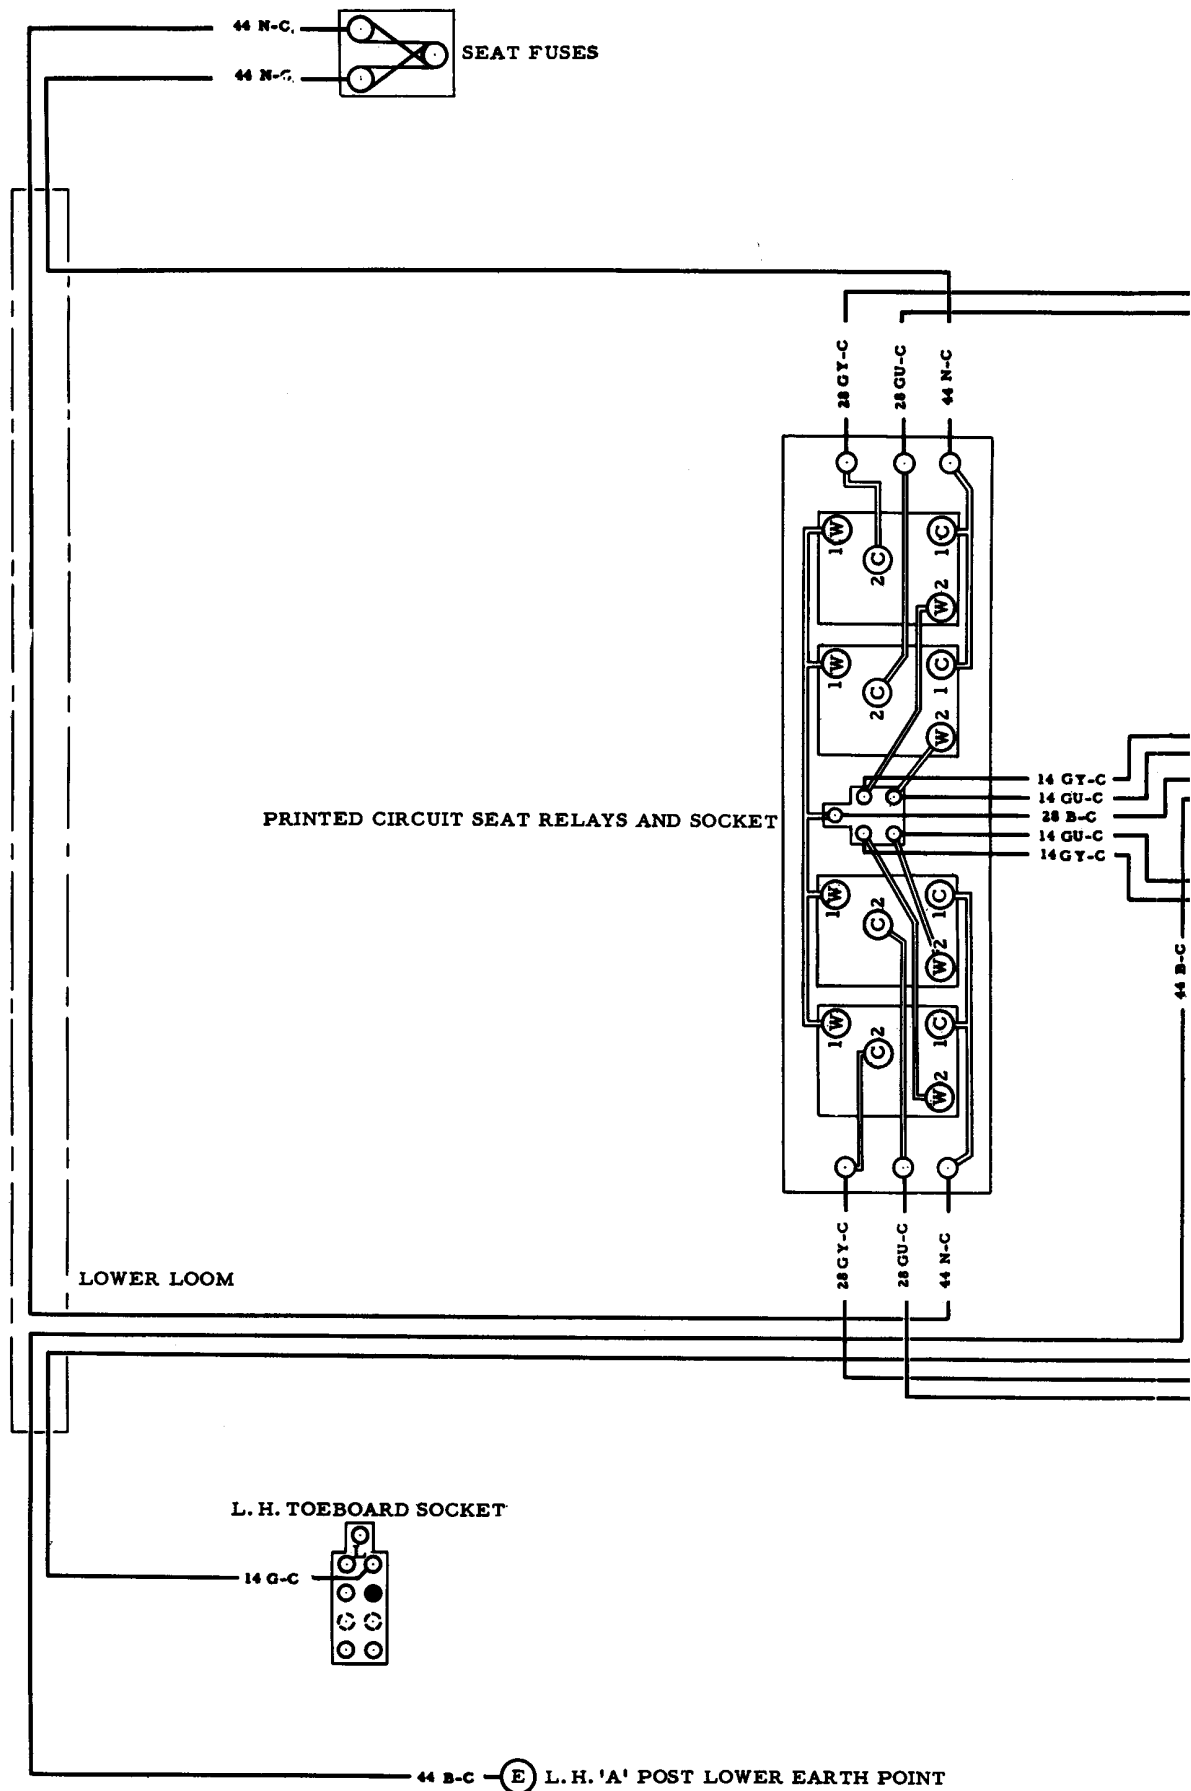 44 N-C
SEAT FUSES
44 N-C
28 GY-C
28 GU-C
44 N-C
W
1
C
1
2
C
W
2
W
1
C
1
2
C
W
2
14 GY-C
14 GU-C
28 B-C
14 GU-C
14 GY-C
PRINTED CIRCUIT SEAT RELAYS AND SOCKET
W
1
C
1
C
2
W
2
44 B-C
W
1
C
1
C
2
W
2
28 GY-C
28 GU-C
44 N-C
LOWER LOOM
L. H. TOEBOARD SOCKET
L
14 G-C
44 B-C
E
L. H. 'A' POST LOWER EARTH POINT